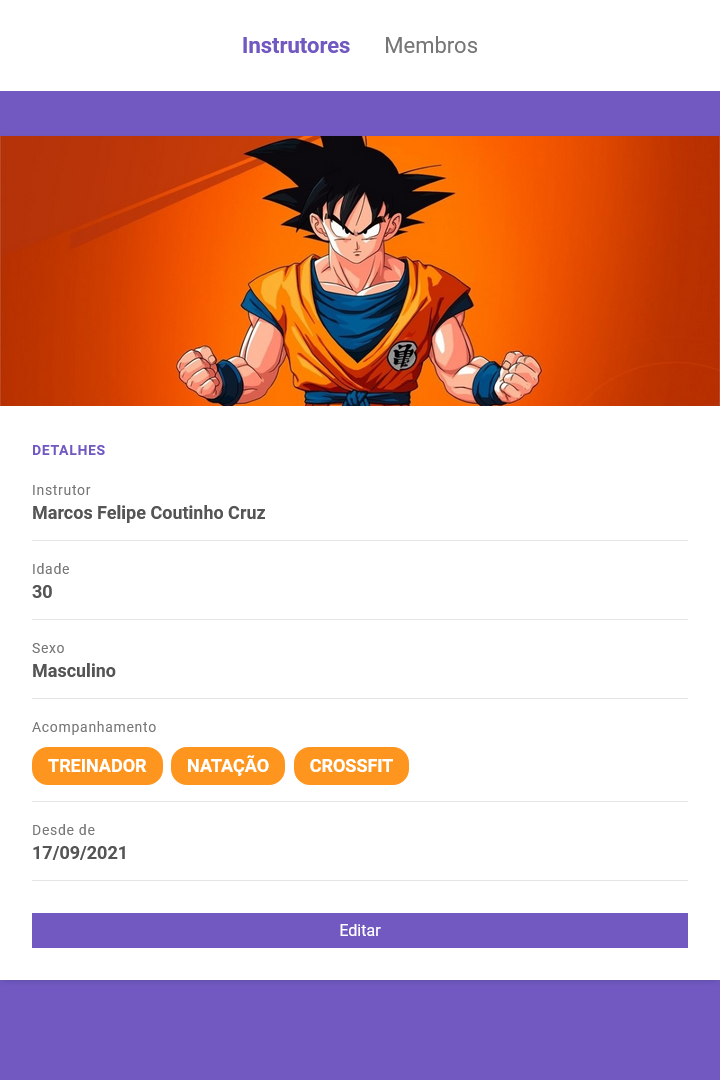 Instrutores Membros
DETALHES
Instrutor
Marcos Felipe Coutinho Cruz
Idade
30
Sexo
Masculino
Acompanhamento
TREINADOR NATAÇÃO CROSSFIT
Desde de
17/09/2021
Editar